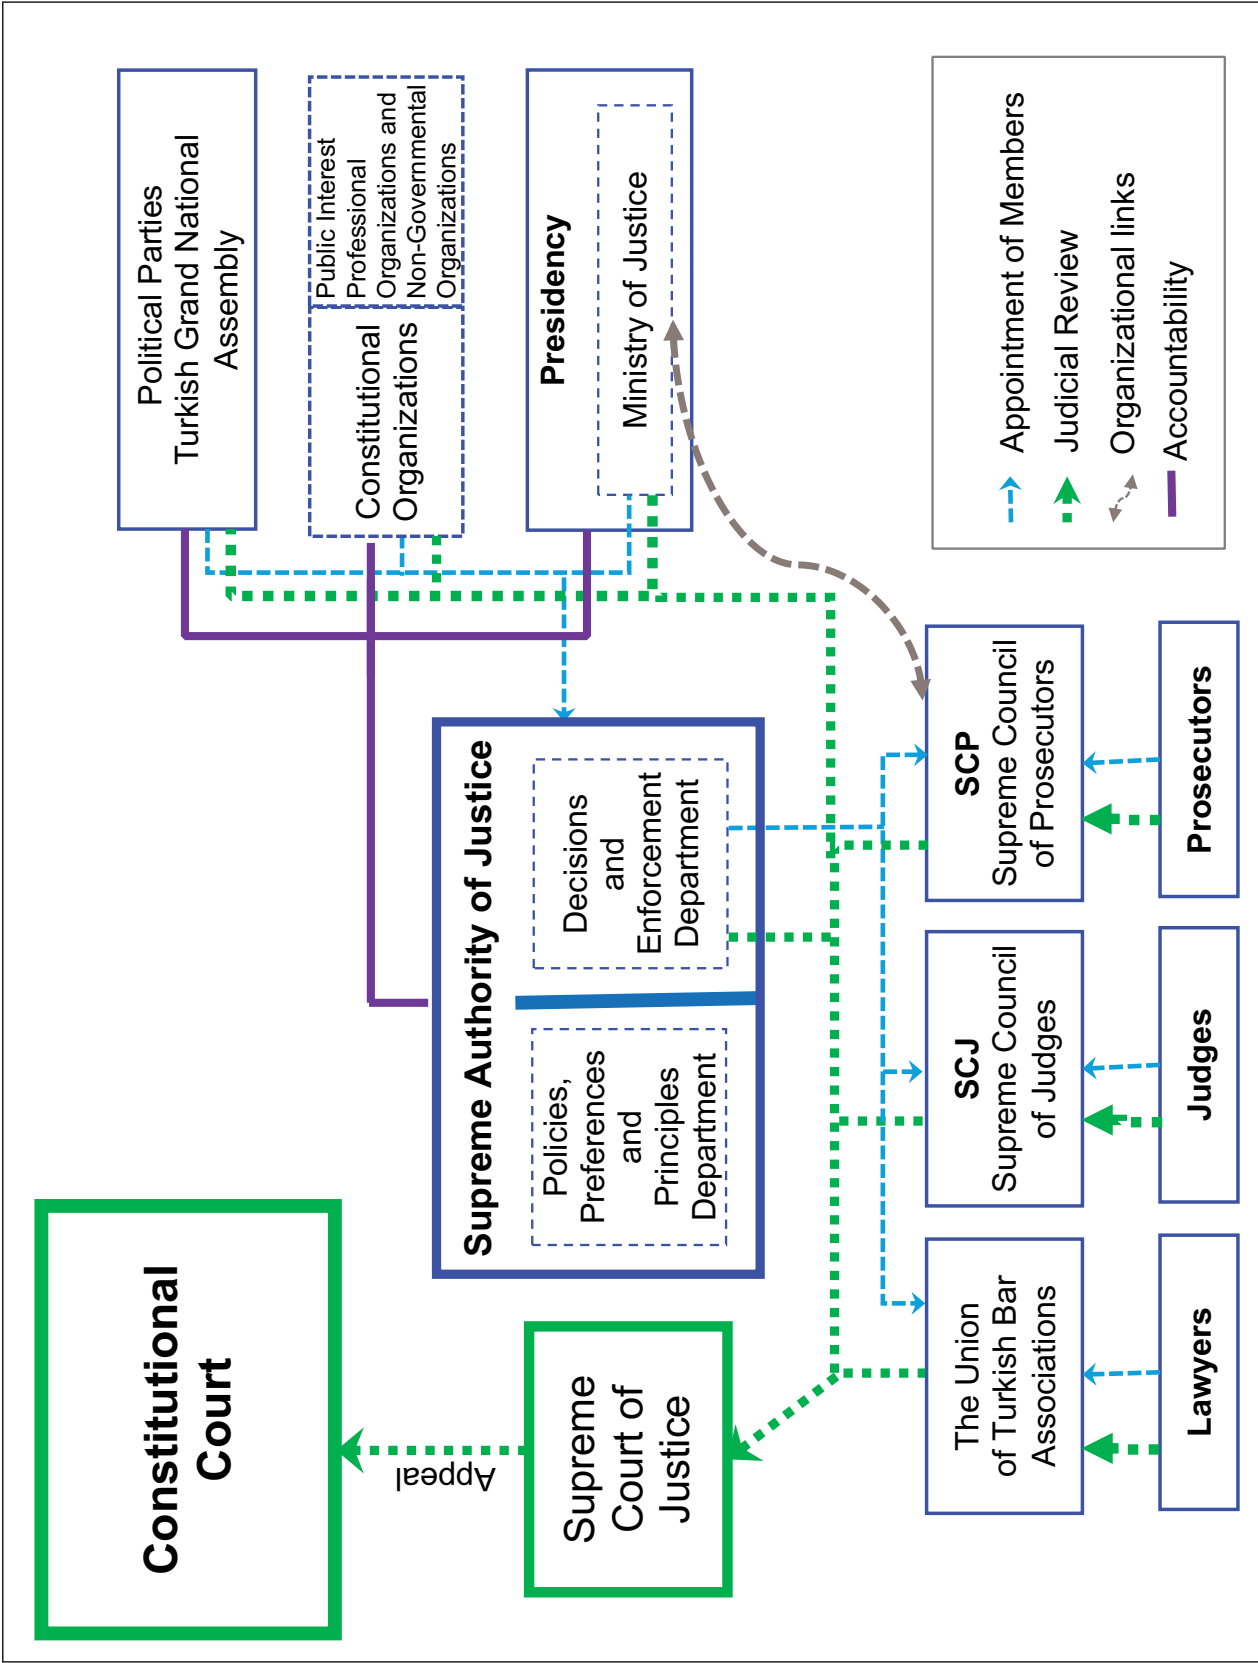 Constitutional
Court
Appeal
Supreme
Court of
Justice
Supreme Authority of Justice
Policies,
Preferences
and
Principles
Department
Decisions
and
Enforcement
Department
Political Parties
Turkish Grand National
Assembly
Constitutional
Organizations
Public Interest
Professional
Organizations and
Non-Governmental
Organizations
Presidency
Ministry of Justice
The Union
of Turkish Bar
Associations
SCJ
Supreme Council
of Judges
SCP
Supreme Council
of Prosecutors
Lawyers
Judges
Prosecutors
Appointment of Members
Judicial Review
Organizational links
Accountability